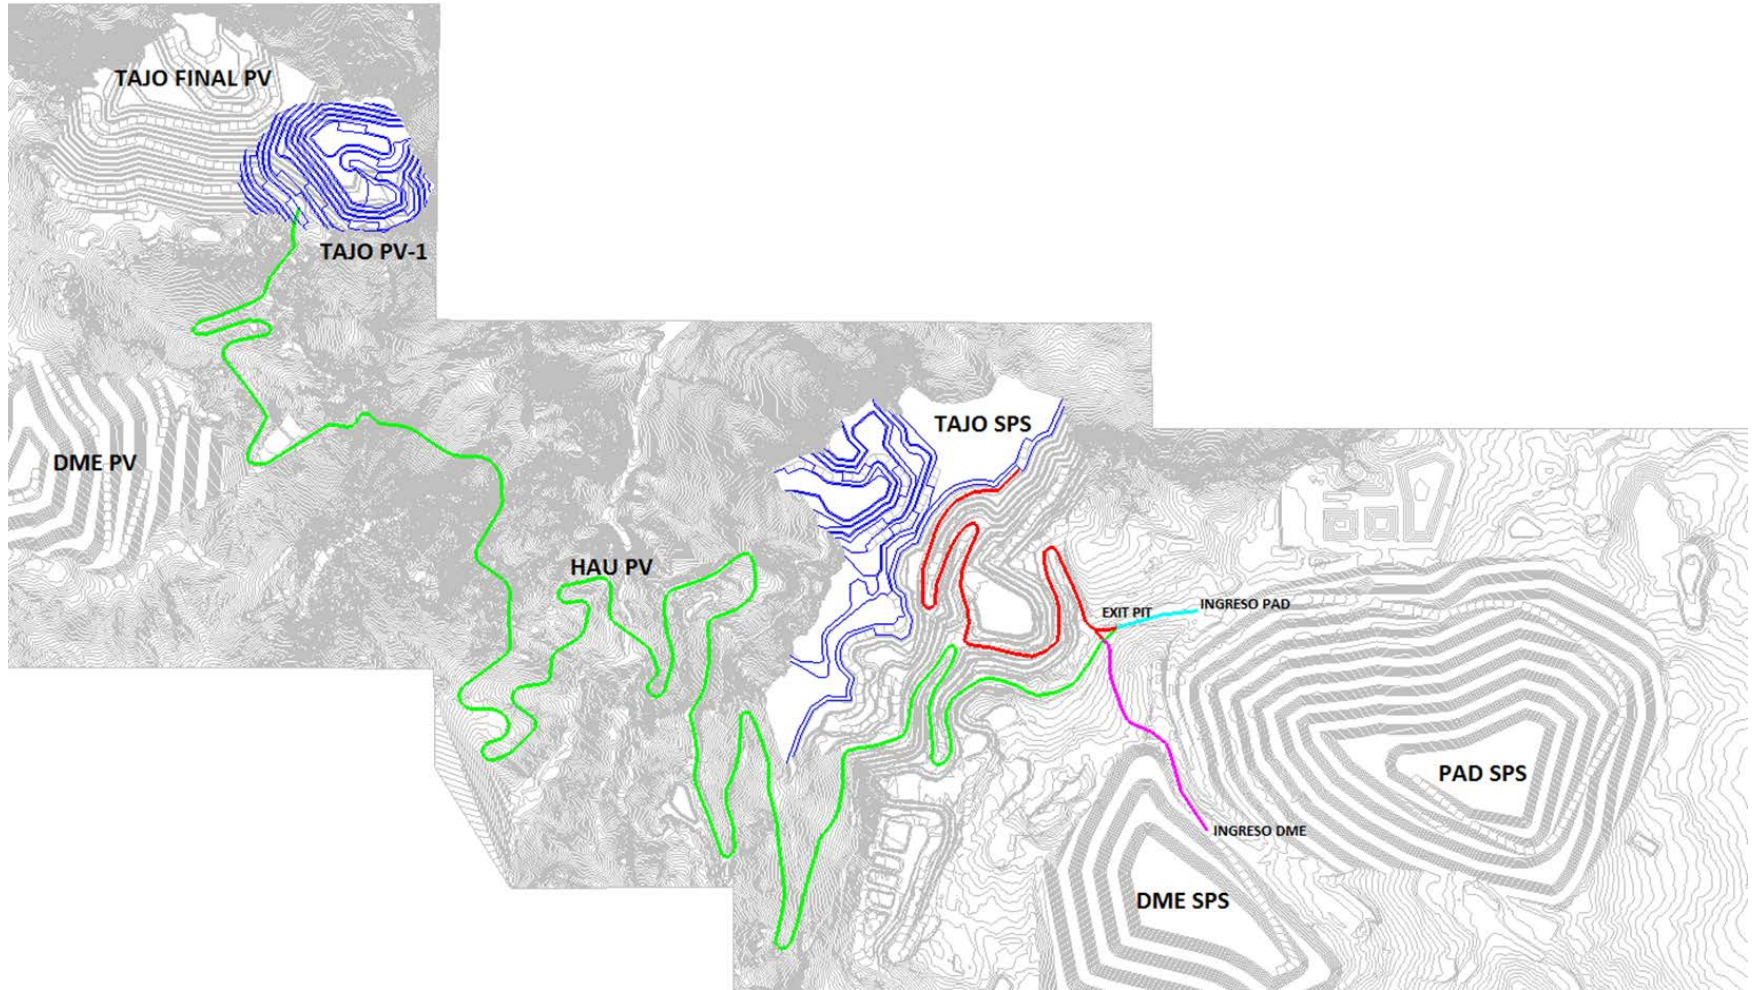 TAJO FINAL PV
TAJO PV-1
TAJO SPS
DME PV
HAU PV
EXIT PIT
INGRESO PAD
PAD SPS
INGRESO DME
DME SPS